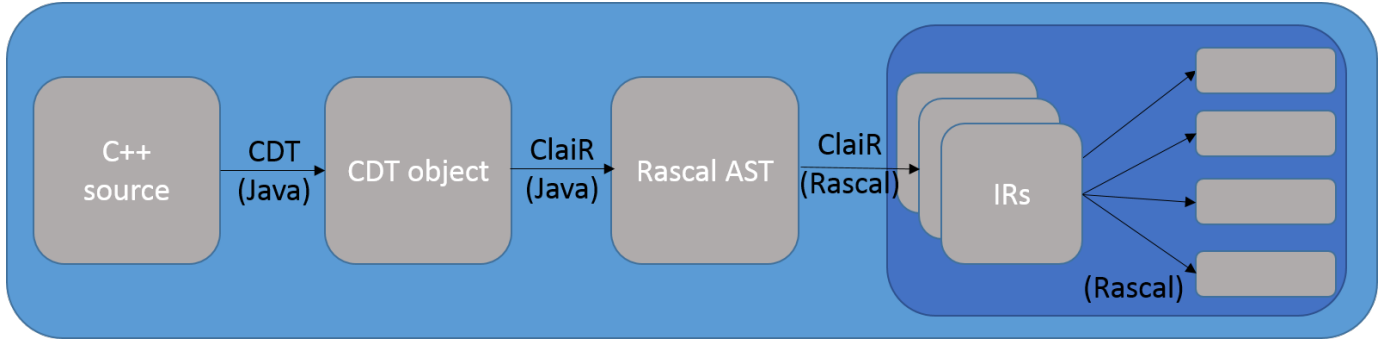 C++
source
CDT
(Java)
CDT object
ClaiR
(Java)
Rascal AST
ClaiR
(Rascal)
IRs
(Rascal)